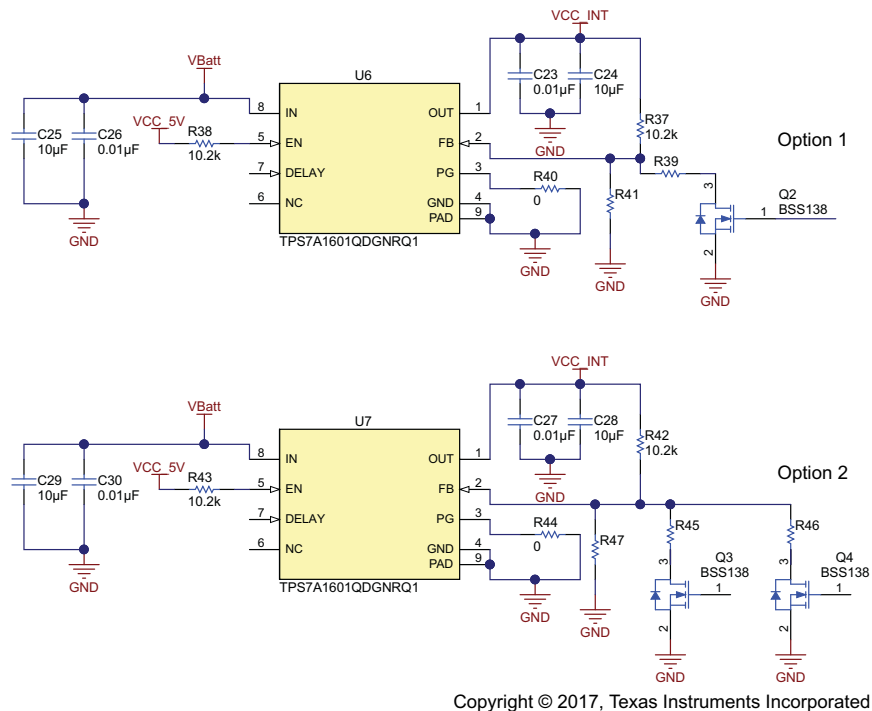 VCC_INT
VBatt
U6
C23
0.01µF
C24
10µF
8
IN
OUT
1
R37
10.2k
C25
10µF
C26
0.01µF
VCC_5V
R38
10.2k
5
EN
FB
2
GND
Option 1
R39
7
DELAY
PG
3
R40
0
R41
3
Q2
BSS138
1
6
NC
GND
4
PAD
9
2
GND
TPS7A1601QDGNRQ1
GND
GND
GND
VCC_INT
VBatt
U7
C27
0.01µF
C28
10µF
R42
10.2k
8
IN
OUT
1
C29
10µF
C30
0.01µF
VCC_5V
R43
10.2k
5
EN
FB
2
GND
Option 2
7
DELAY
PG
3
R44
0
R47
R45
R46
6
NC
GND
4
PAD
9
3
Q3
BSS138
1
3
Q4
BSS138
1
GND
TPS7A1601QDGNRQ1
GND
GND
2
GND
2
GND
Copyright © 2017, Texas Instruments Incorporated